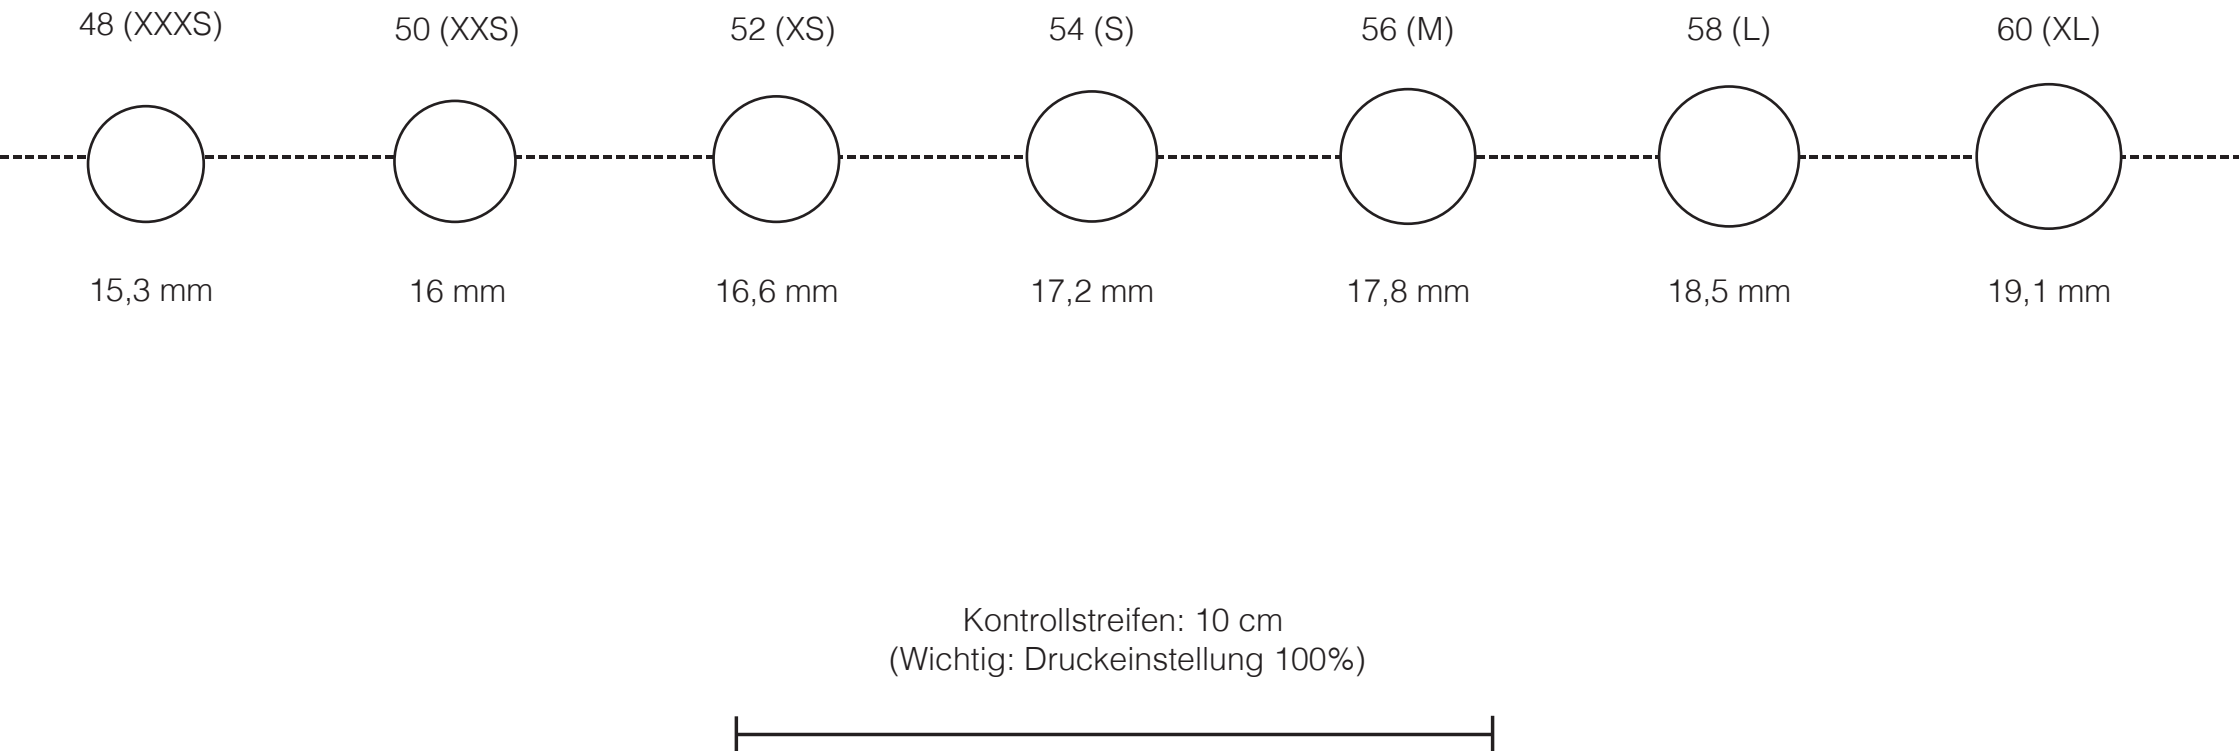 48 (XXXS) 50 (XXS) 52 (XS) 54 (S) 56 (M) 58 (L) 60 (XL)
15,3 mm 16 mm 16,6 mm 17,2 mm 17,8 mm 18,5 mm 19,1 mm
Kontrollstreifen: 10 cm
(Wichtig: Druckeinstellung 100%)